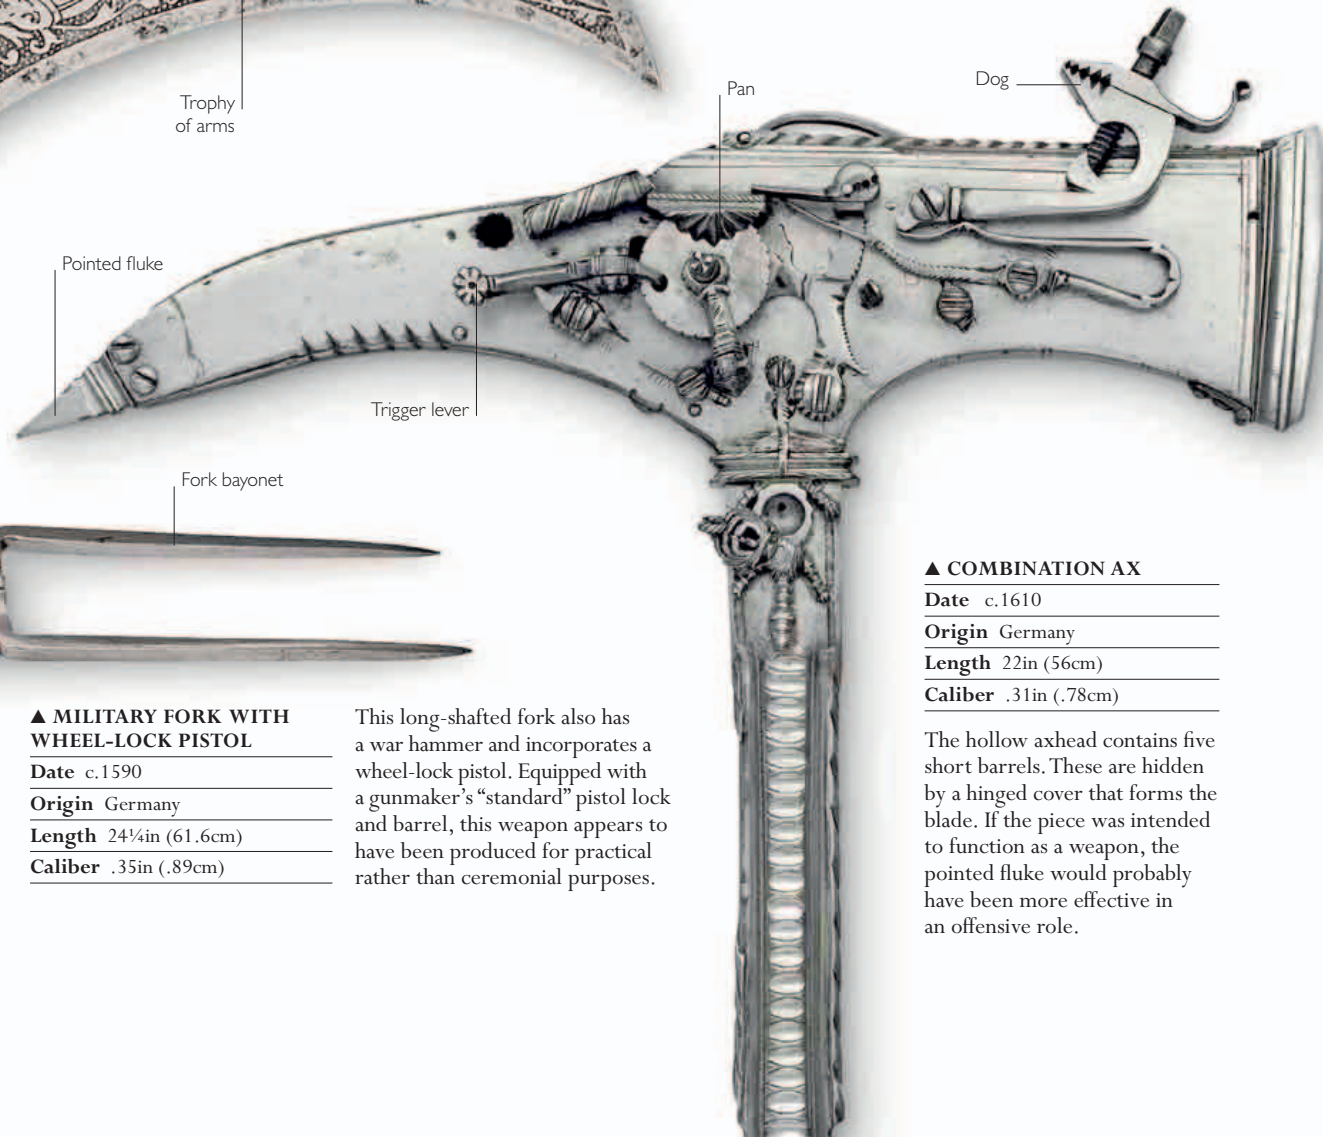 Trophy
of arms
Pan
Dog
Pointed fluke
Trigger lever
Fork bayonet
▲ MILITARY FORK WITH
WHEEL-LOCK PISTOL
Date c.1590
Origin Germany
Length 24¼in (61.6cm)
Caliber .35in (.89cm)
This long-shafted fork also has
a war hammer and incorporates a
wheel-lock pistol. Equipped with
a gunmaker’s “standard” pistol lock
and barrel, this weapon appears to
have been produced for practical
rather than ceremonial purposes.
▲ COMBINATION AX
Date c.1610
Origin Germany
Length 22in (56cm)
Caliber .31in (.78cm)
The hollow axhead contains five
short barrels. These are hidden
by a hinged cover that forms the
blade. If the piece was intended
to function as a weapon, the
pointed fluke would probably
have been more effective in
an offensive role.